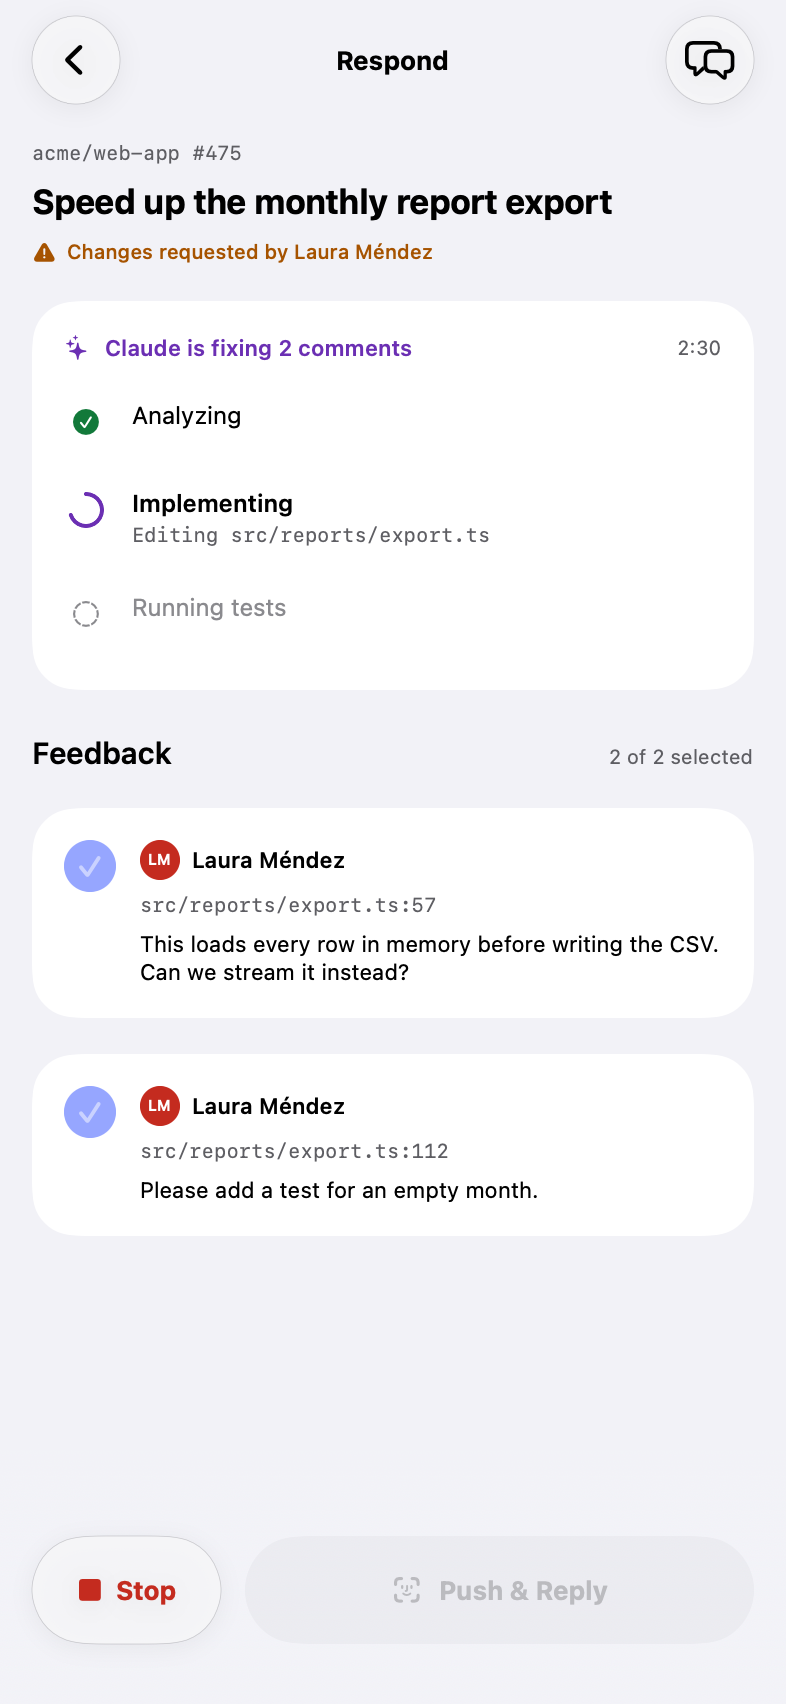 Respond
acme/web-app #475
Speed up the monthly report export
Changes requested by Laura Méndez
Claude is fixing 2 comments
2:30
Analyzing
Implementing
Editing src/reports/export.ts
Running tests
Feedback
2 of 2 selected
LM Laura Méndez
src/reports/export.ts:57
This loads every row in memory before writing the CSV.
Can we stream it instead?
LM Laura Méndez
src/reports/export.ts:112
Please add a test for an empty month.
Stop
Push & Reply